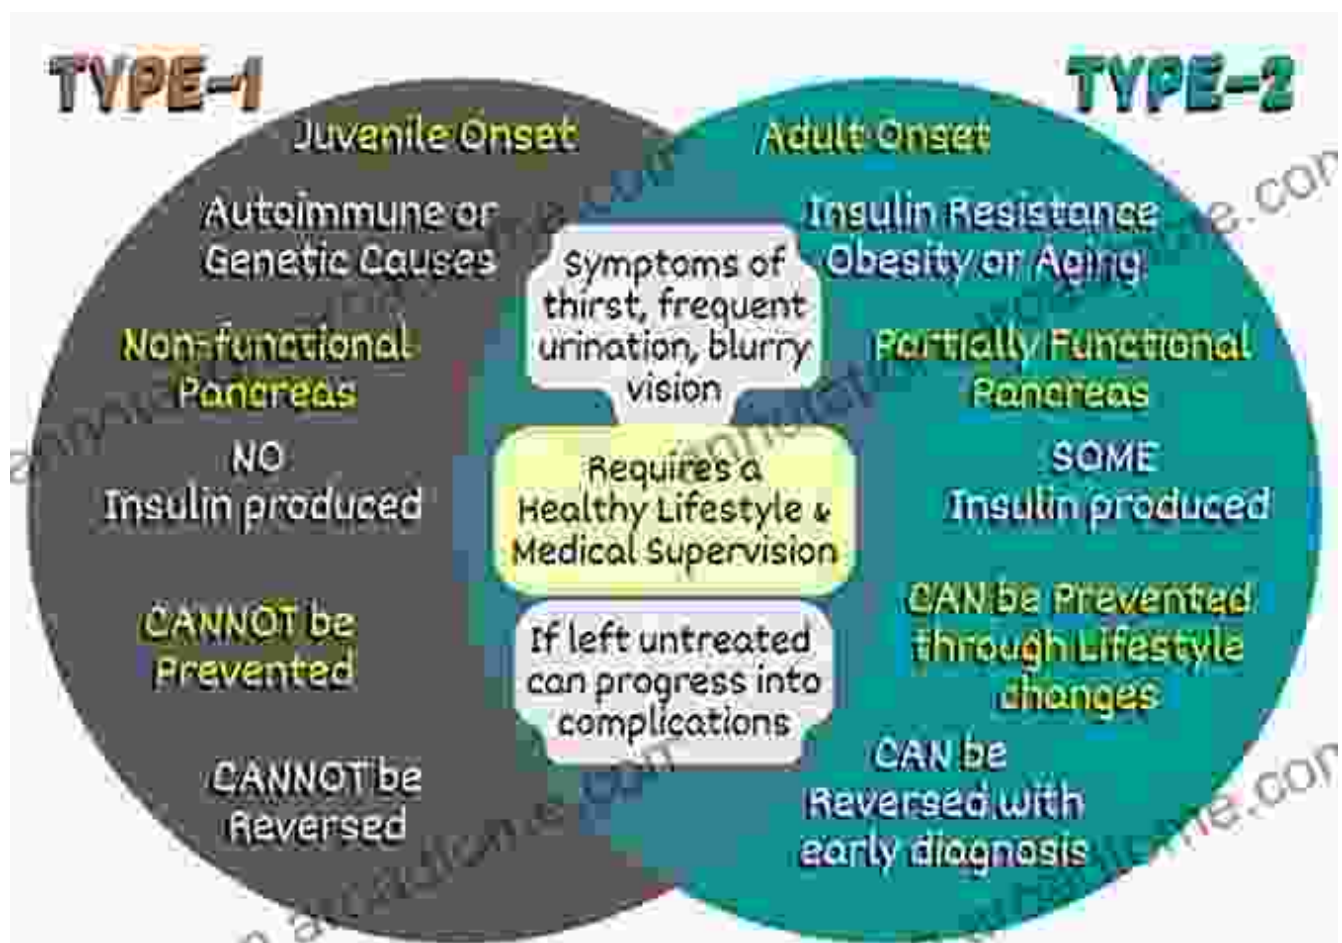 TYPE-1
Juvenile Onset
Autoimmune or
Genetic Causes
Non-functional
Pancreas
NO
Insulin produced
CANNOT be
Prevented
CANNOT be
Reversed
Symptoms of
thirst, frequent
urination, blurry
vision
Requires a
Healthy Lifestyle &
Medical Supervision
If left untreated
can progress into
complications
TYPE-2
Adult Onset
Insulin Resistance
Obesity or Aging
Partially Functional
Pancreas
SOME
Insulin produced
CAN be Prevented
through Lifestyle
changes
CAN be
Reversed with
early diagnosis